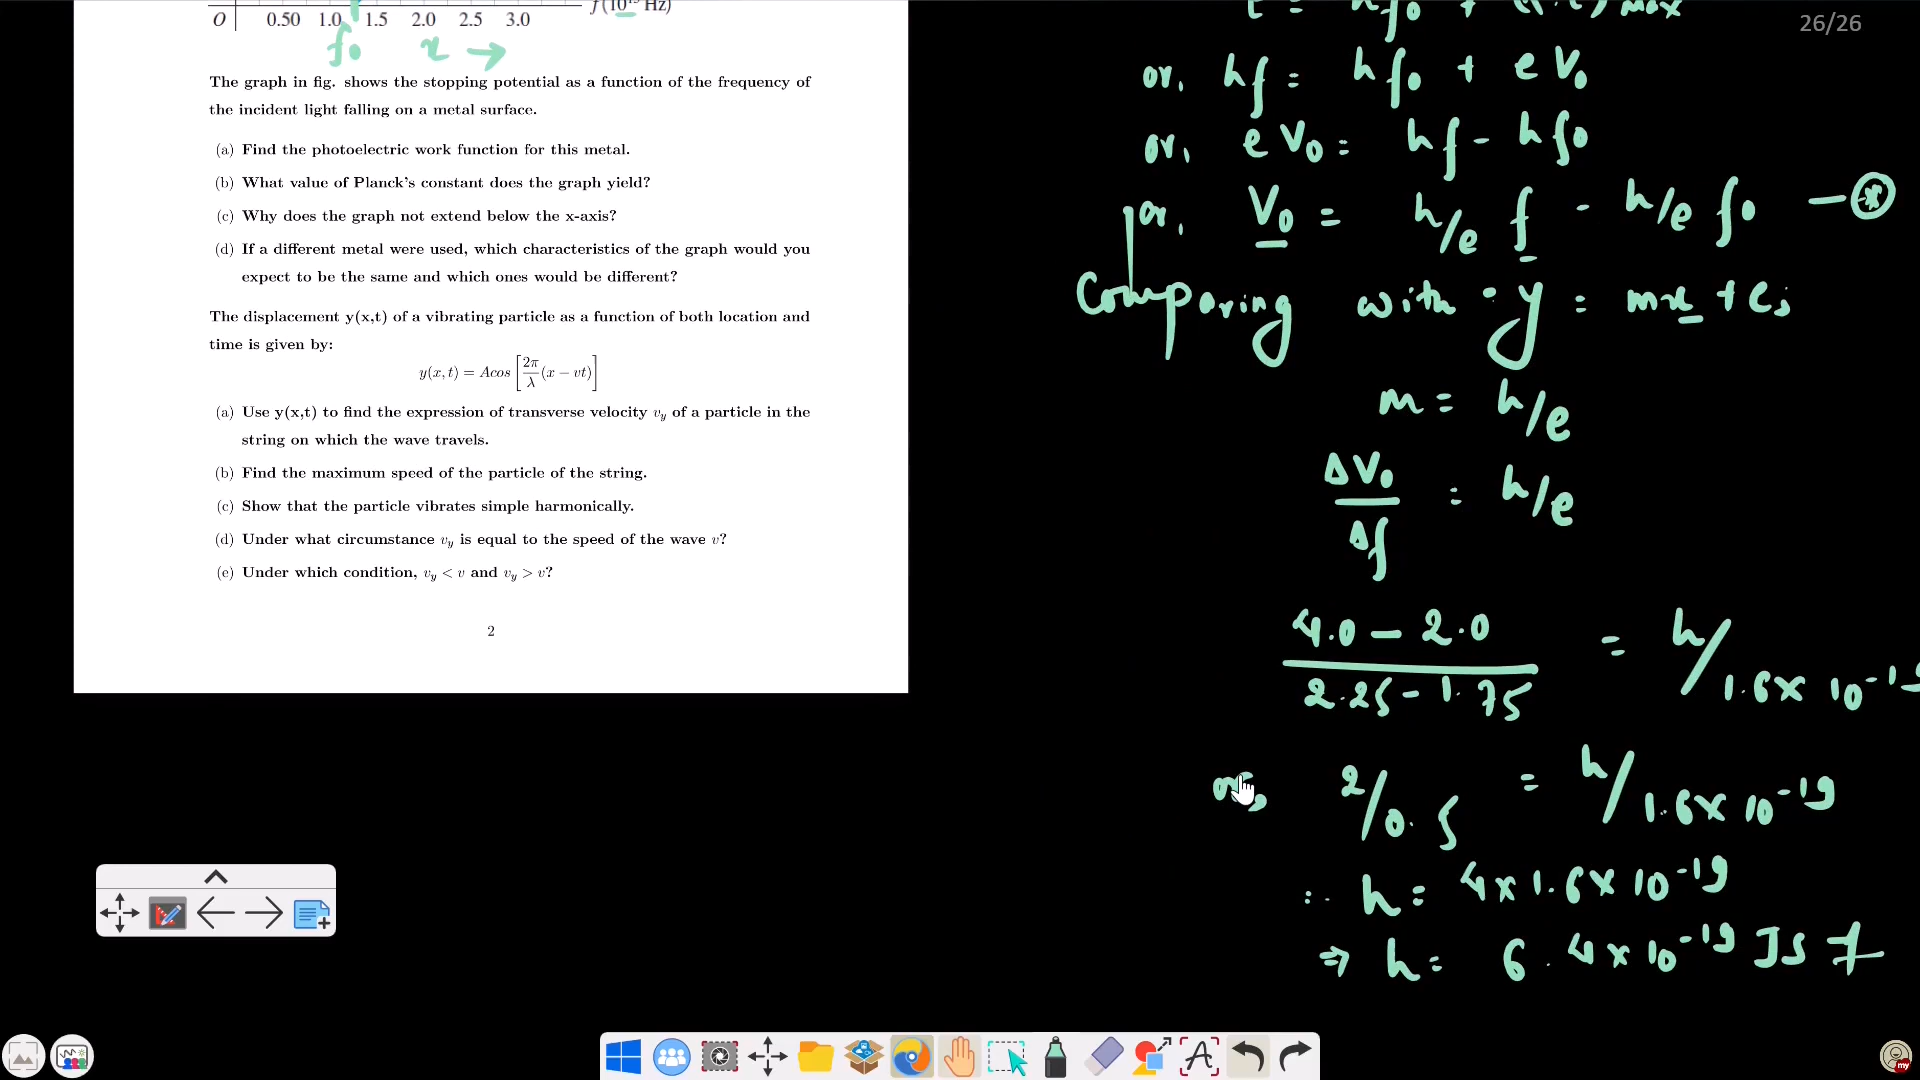 O 0.50 1.0 1.5 2.0 2.5 3.0 f(10¹⁵ Hz)
f₀ x →
The graph in fig. shows the stopping potential as a function of the frequency of
the incident light falling on a metal surface.
(a) Find the photoelectric work function for this metal.
(b) What value of Planck's constant does the graph yield?
(c) Why does the graph not extend below the x-axis?
(d) If a different metal were used, which characteristics of the graph would you
expect to be the same and which ones would be different?
The displacement y(x,t) of a vibrating particle as a function of both location and
time is given by:
y(x, t) = Acos [2π/λ (x − vt)]
(a) Use y(x,t) to find the expression of transverse velocity v_y of a particle in the
string on which the wave travels.
(b) Find the maximum speed of the particle of the string.
(c) Show that the particle vibrates simple harmonically.
(d) Under what circumstance v_y is equal to the speed of the wave v?
(e) Under which condition, v_y < v and v_y > v?
2
26/26
or, hf = hf₀ + eV₀
or, eV₀ = hf - hf₀
or, V₀ = h/e f - h/e f₀ —⊛
Comparing with y = mx + c;
m = h/e
ΔV₀/Δf = h/e
4.0 - 2.0 / 2.25 - 1.75 = h/1.6 × 10⁻¹⁹
or, 2/0.5 = h/1.6 × 10⁻¹⁹
∴ h = 4 × 1.6 × 10⁻¹⁹
⇒ h = 6.4 × 10⁻¹⁹ JS